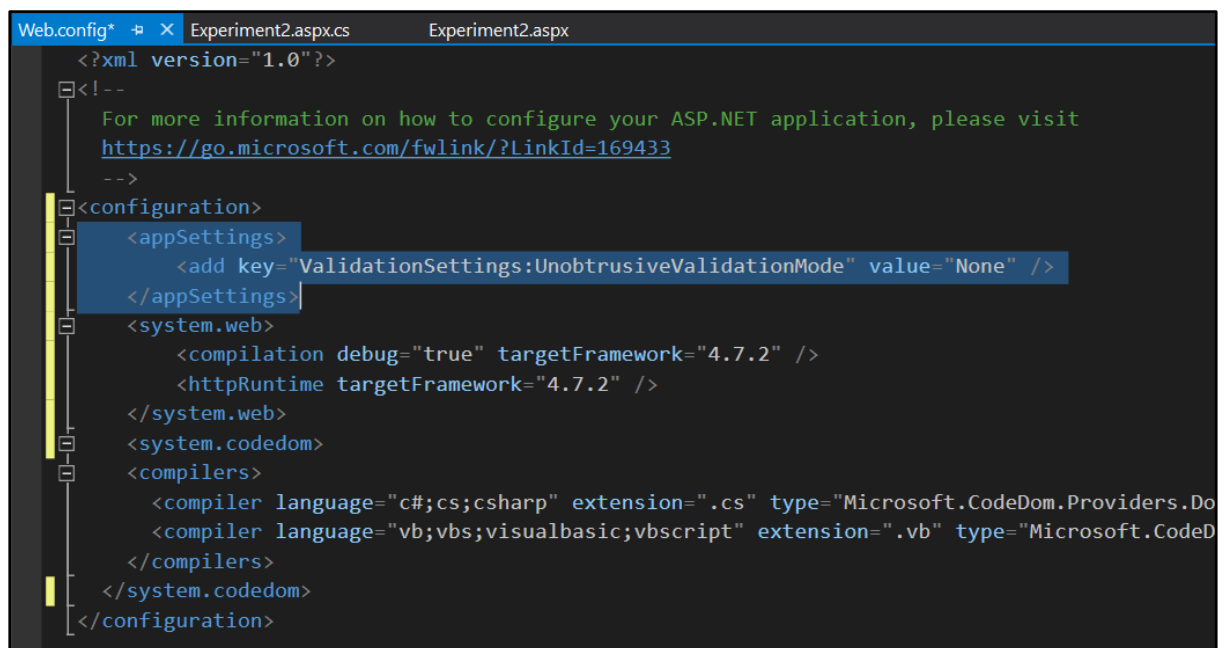 Web.config* Experiment2.aspx.cs Experiment2.aspx
<?xml version="1.0"?>
<!--
For more information on how to configure your ASP.NET application, please visit
https://go.microsoft.com/fwlink/?LinkId=169433
-->
<configuration>
<appSettings>
<add key="ValidationSettings:UnobtrusiveValidationMode" value="None" />
</appSettings>
<system.web>
<compilation debug="true" targetFramework="4.7.2" />
<httpRuntime targetFramework="4.7.2" />
</system.web>
<system.codedom>
<compilers>
<compiler language="c#;cs;csharp" extension=".cs" type="Microsoft.CodeDom.Providers.Do
<compiler language="vb;vbs;visualbasic;vbscript" extension=".vb" type="Microsoft.CodeD
</compilers>
</system.codedom>
</configuration>